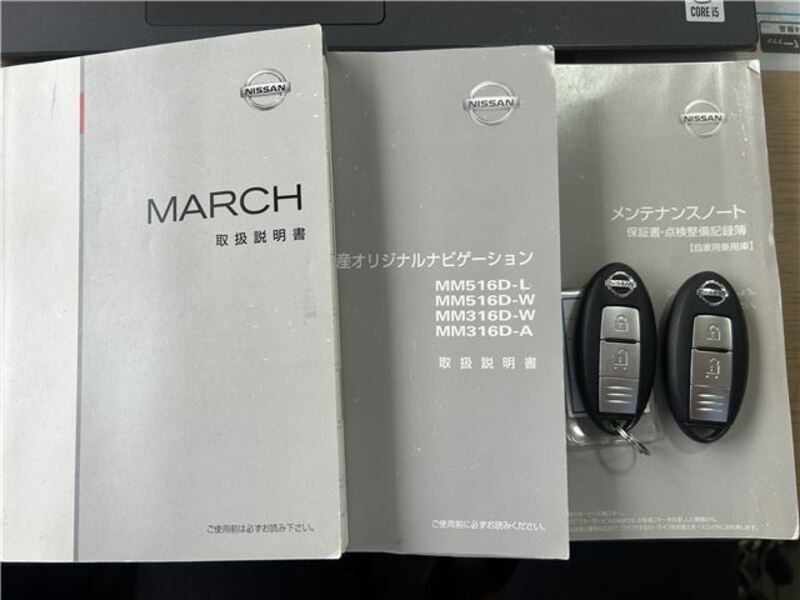 CORE i5
NISSAN
MARCH
取扱説明書
ご使用前は必ずお読み下さい。
NISSAN
産オリジナルナビゲーション
MM516D-L
MM516D-W
MM316D-W
MM316D-A
取扱説明書
ご使用前に必ずお読みください。
NISSAN
メンテナンスノート
保証書・点検整備記録簿
【自家用乗用車】
NISSAN
NISSAN